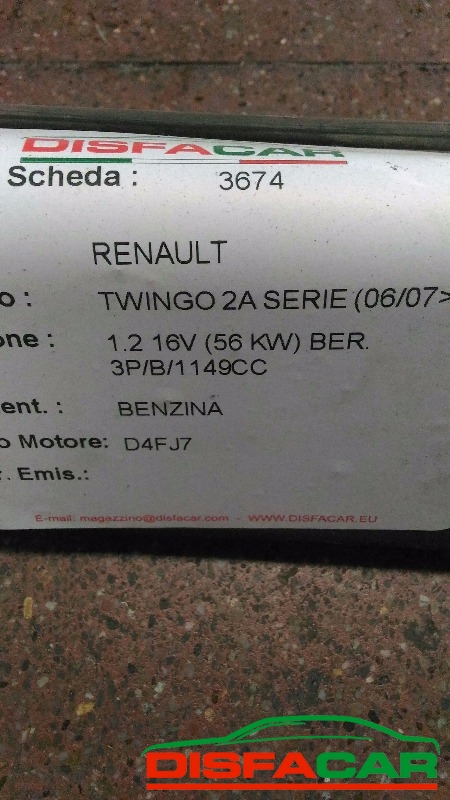 DISFACAR
Scheda : 3674
RENAULT
o : TWINGO 2A SERIE (06/07>
one : 1.2 16V (56 KW) BER.
3P/B/1149CC
ent. : BENZINA
o Motore: D4FJ7
r. Emis.:
E-mail: magazzino@disfacar.com - WWW.DISFACAR.EU
DISFACAR